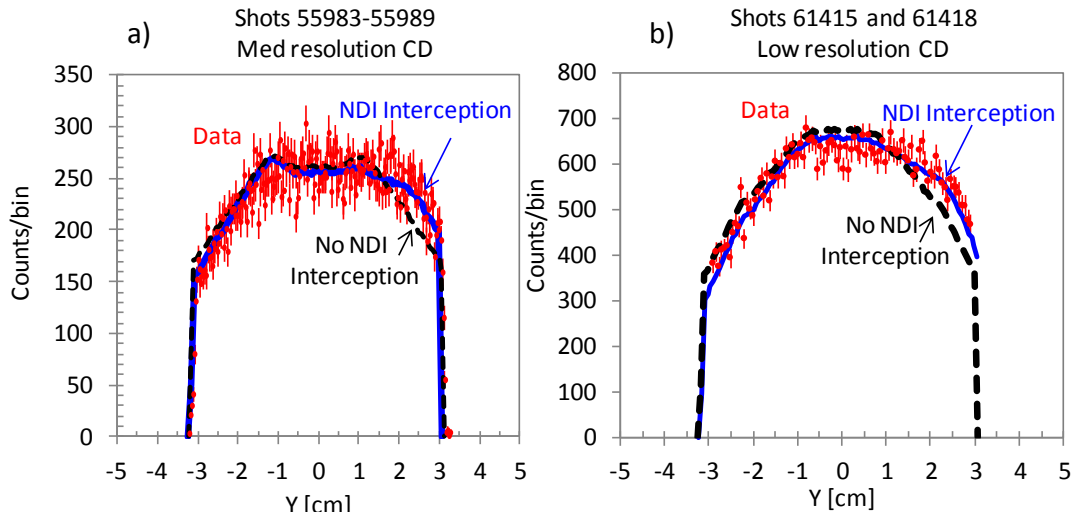 a)
Shots 55983-55989
Med resolution CD
350
300
250
200
150
100
50
0
Counts/bin
Data
NDI Interception
No NDI
Interception
-5 -4 -3 -2 -1 0 1 2 3 4 5
Y [cm]
b)
Shots 61415 and 61418
Low resolution CD
800
700
600
500
400
300
200
100
0
Counts/bin
Data
NDI Interception
No NDI
Interception
-5 -4 -3 -2 -1 0 1 2 3 4 5
Y [cm]